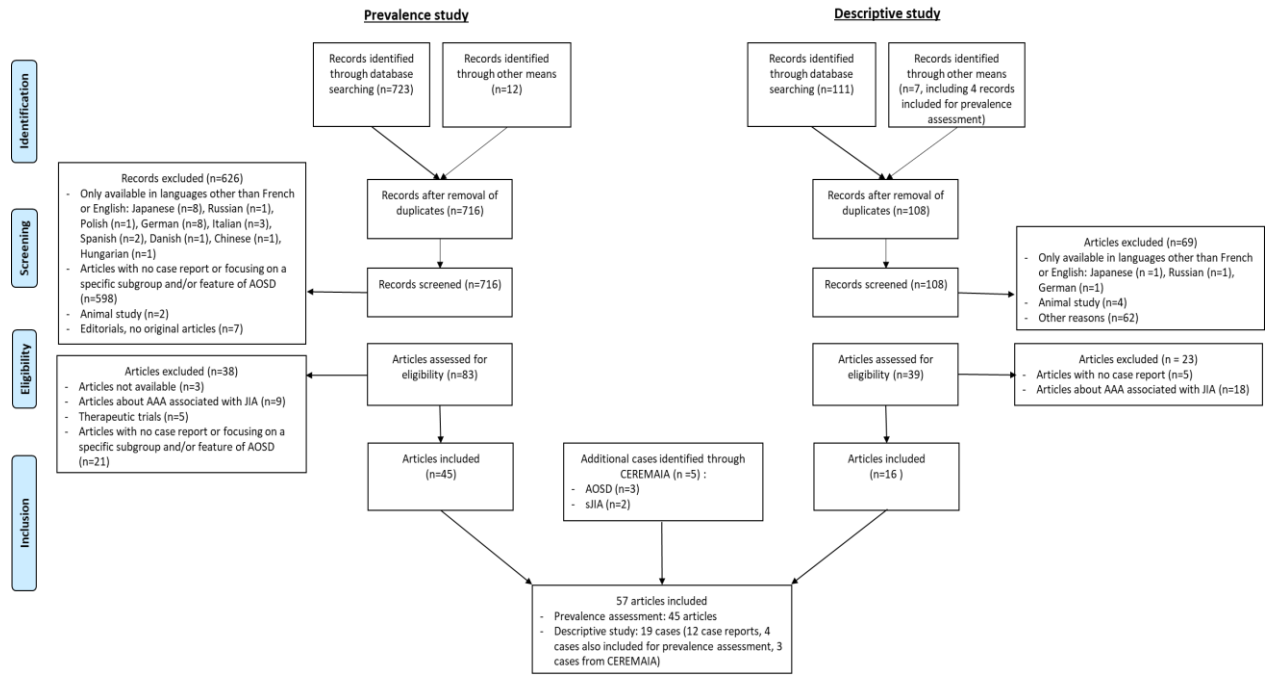 Prevalence study
Descriptive study
Identification
Records identified
through database
searching (n=723)
Records identified
through other means
(n=12)
Records identified
through database
searching (n=111)
Records identified
through other means
(n=7, including 4 records
included for prevalence
assessment)
Screening
Records excluded (n=626)
- Only available in languages other than French
or English: Japanese (n=8), Russian (n=1),
Polish (n=1), German (n=8), Italian (n=3),
Spanish (n=2), Danish (n=1), Chinese (n=1),
Hungarian (n=1)
- Articles with no case report or focusing on a
specific subgroup and/or feature of AOSD
(n=598)
- Animal study (n=2)
- Editorials, no original articles (n=7)
Records after removal of
duplicates (n=716)
Records screened (n=716)
Records after removal of
duplicates (n=108)
Records screened (n=108)
Articles excluded (n=69)
- Only available in languages other than French
or English: Japanese (n =1), Russian (n=1),
German (n=1)
- Animal study (n=4)
- Other reasons (n=62)
Eligibility
Articles excluded (n=38)
- Articles not available (n=3)
- Articles about AAA associated with JIA (n=9)
- Therapeutic trials (n=5)
- Articles with no case report or focusing on a
specific subgroup and/or feature of AOSD
(n=21)
Articles assessed for
eligibility (n=83)
Articles assessed for
eligibility (n=39)
Articles excluded (n = 23)
- Articles with no case report (n=5)
- Articles about AAA associated with JIA (n=18)
Inclusion
Articles included
(n=45)
Additional cases identified through
CEREMAIA (n =5) :
- AOSD (n=3)
- sJIA (n=2)
Articles included
(n=16 )
57 articles included
- Prevalence assessment: 45 articles
- Descriptive study: 19 cases (12 case reports, 4
cases also included for prevalence assessment, 3
cases from CEREMAIA)